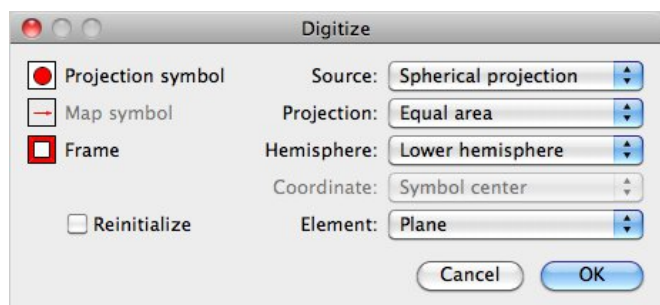 Digitize
Projection symbol Source: Spherical projection
Map symbol Projection: Equal area
Frame Hemisphere: Lower hemisphere
Coordinate: Symbol center
Reinitialize Element: Plane
Cancel OK